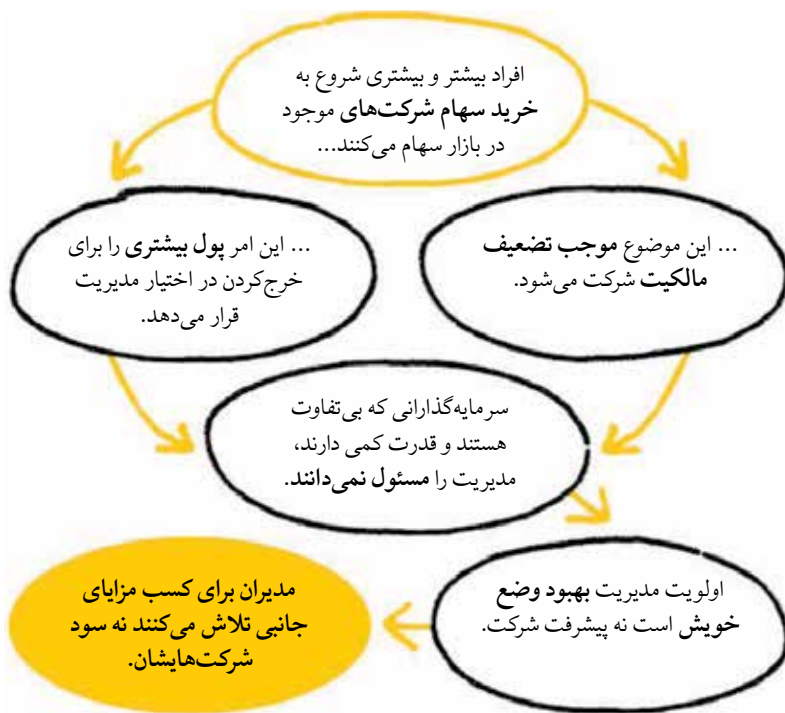 افراد بیشتر و بیشتری شروع به
خرید سهام شرکت‌های موجود
در بازار سهام می‌کنند...
... این موضوع موجب تضعیف
مالکیت شرکت می‌شود.
... این امر پول بیشتری را برای
خرج‌کردن در اختیار مدیریت
قرار می‌دهد.
سرمایه‌گذارانی که بی‌تفاوت
هستند و قدرت کمی دارند،
مدیریت را مسئول نمی‌دانند.
اولویت مدیریت بهبود وضع
خویش است نه پیشرفت شرکت.
مدیران برای کسب مزایای
جانبی تلاش می‌کنند نه سود
شرکت‌هایشان.